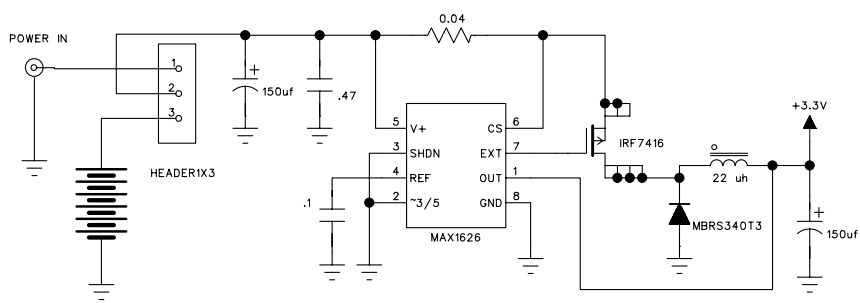 POWER IN
1
2
3
HEADER1X3
+
150uf
.47
0.04
5 V+ CS 6
3 SHDN EXT 7
4 REF OUT 1
2 ~3/5 GND 8
MAX1626
.1
IRF7416
22 uh
MBRS340T3
+3.3V
+
150uf